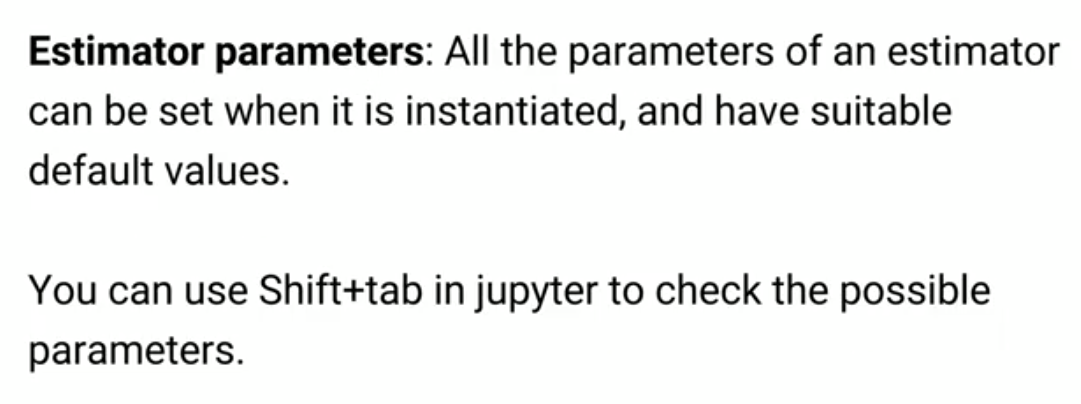 Estimator parameters: All the parameters of an estimator
can be set when it is instantiated, and have suitable
default values.
You can use Shift+tab in jupyter to check the possible
parameters.